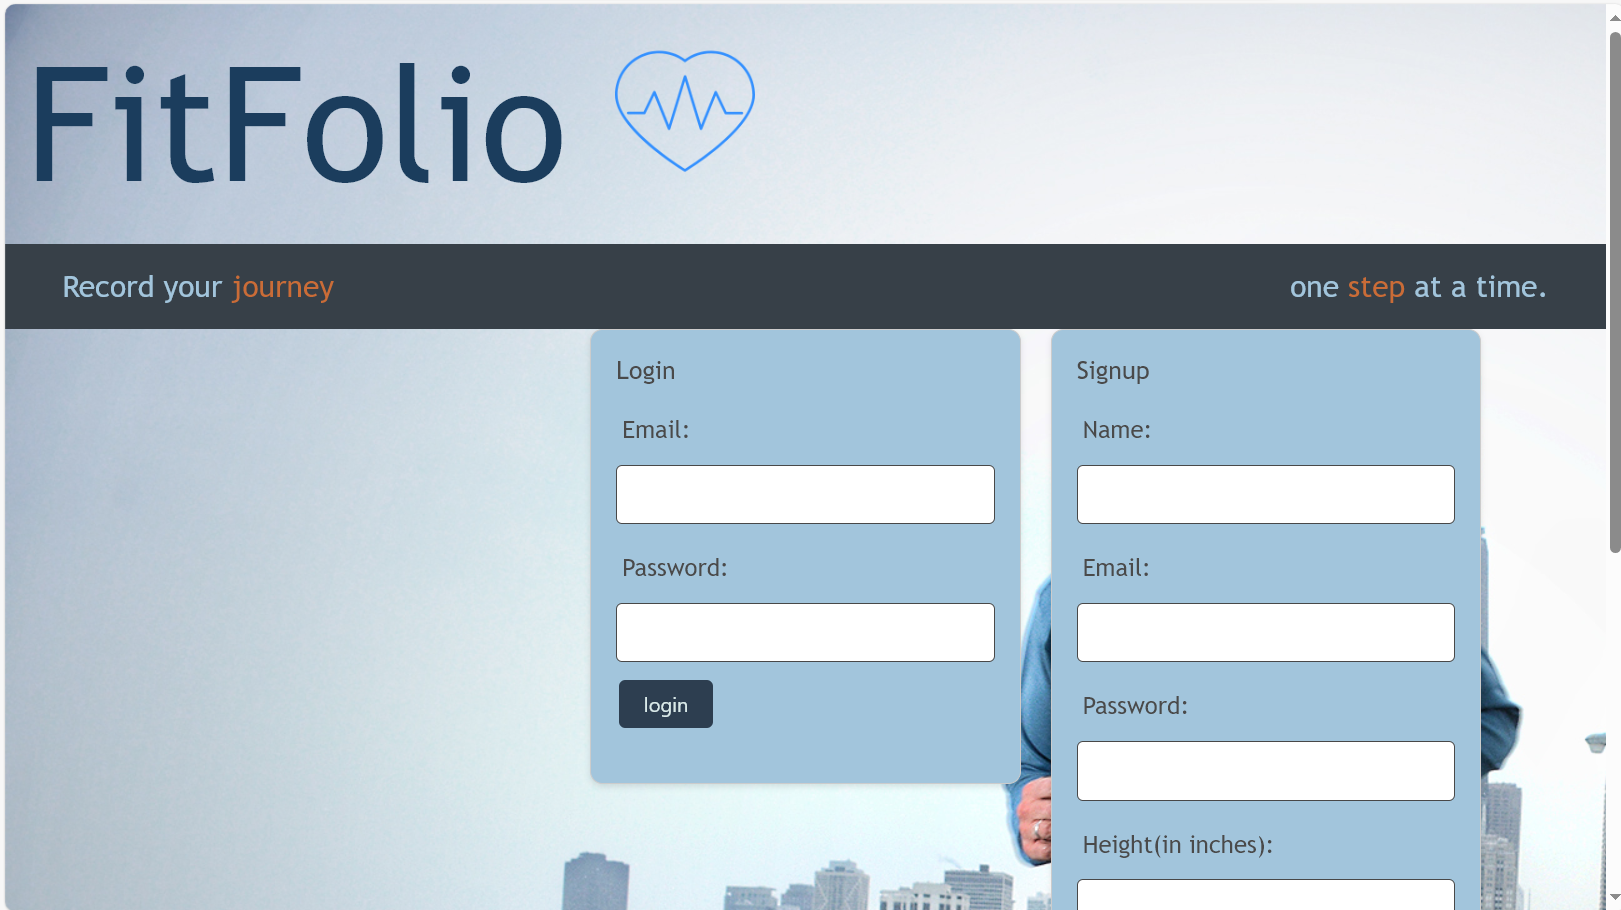 FitFolio
Record your journey
one step at a time.
Login
Email:
Password:
login
Signup
Name:
Email:
Password:
Height(in inches):